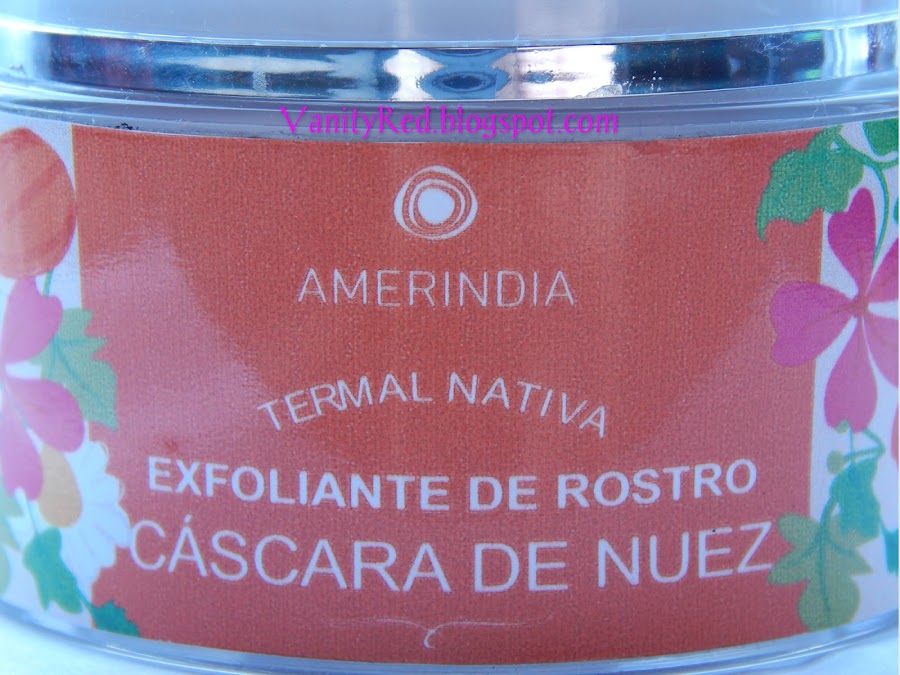 VanityRed.blogspot.com
AMERINDIA
TERMAL NATIVA
EXFOLIANTE DE ROSTRO
CÁSCARA DE NUEZ